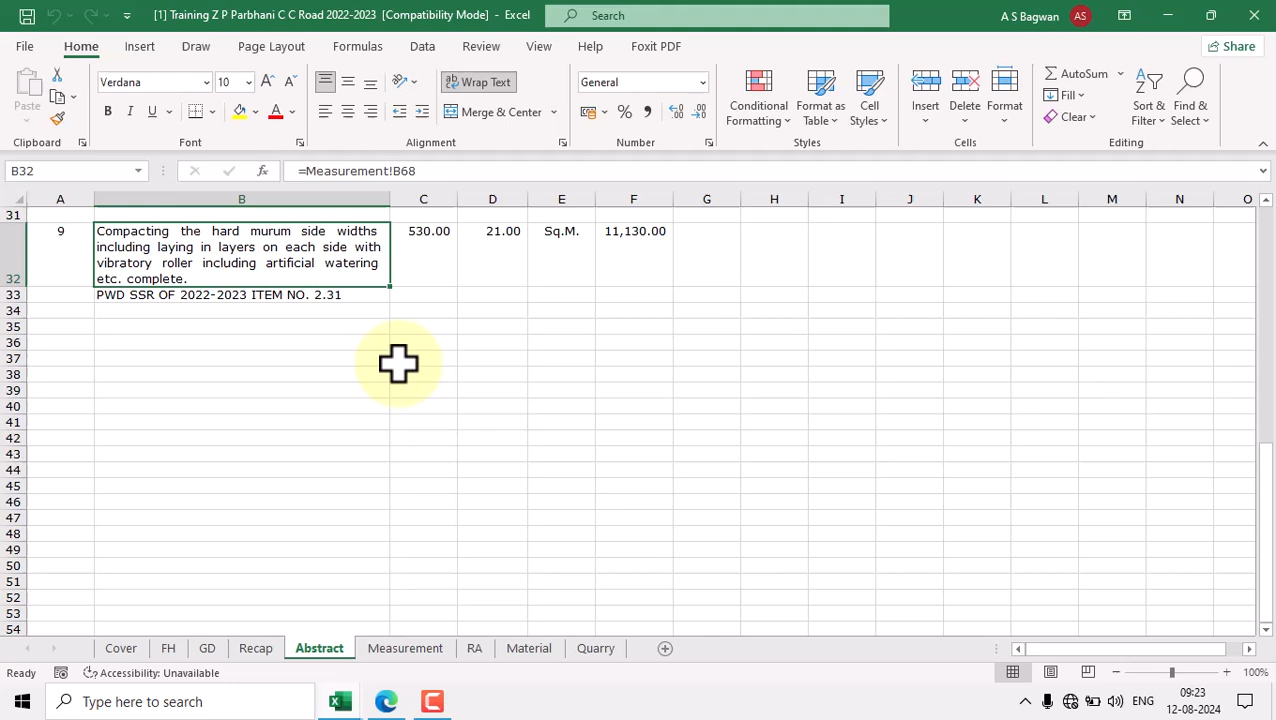 [1] Training Z P Parbhani C C Road 2022-2023 [Compatibility Mode] - Excel
Search
A S Bagwan AS
File Home Insert Draw Page Layout Formulas Data Review View Help Foxit PDF Share
Paste
Verdana 10
B I U A
ab Wrap Text
Merge & Center
General
% ,
Conditional Formatting
Format as Table
Cell Styles
Insert Delete Format
AutoSum
Fill
Clear
Sort & Filter
Find & Select
Clipboard Font Alignment Number Styles Cells Editing
B32 fx =Measurement!B68
A B C D E F G H I J K L M N O
31
32 9 Compacting the hard murum side widths 530.00 21.00 Sq.M. 11,130.00
including laying in layers on each side with
vibratory roller including artificial watering
etc. complete.
33 PWD SSR OF 2022-2023 ITEM NO. 2.31
34
35
36
37
38
39
40
41
42
43
44
45
46
47
48
49
50
51
52
53
54
Cover FH GD Recap Abstract Measurement RA Material Quarry
Ready Accessibility: Unavailable 100%
Type here to search
ENG
09:23
12-08-2024